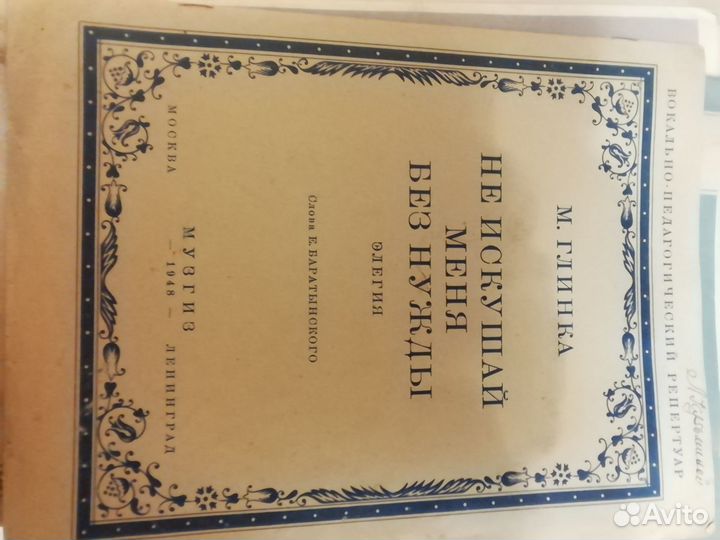 ВОКАЛЬНО-ПЕДАГОГИЧЕСКИЙ РЕПЕРТУАР
М. ГЛИНКА
НЕ ИСКУШАЙ
МЕНЯ
БЕЗ НУЖДЫ
ЭЛЕГИЯ
Слова Е. БАРАТЫНСКОГО
МУЗГИЗ
МОСКВА — 1948 — ЛЕНИНГРАД
Avito